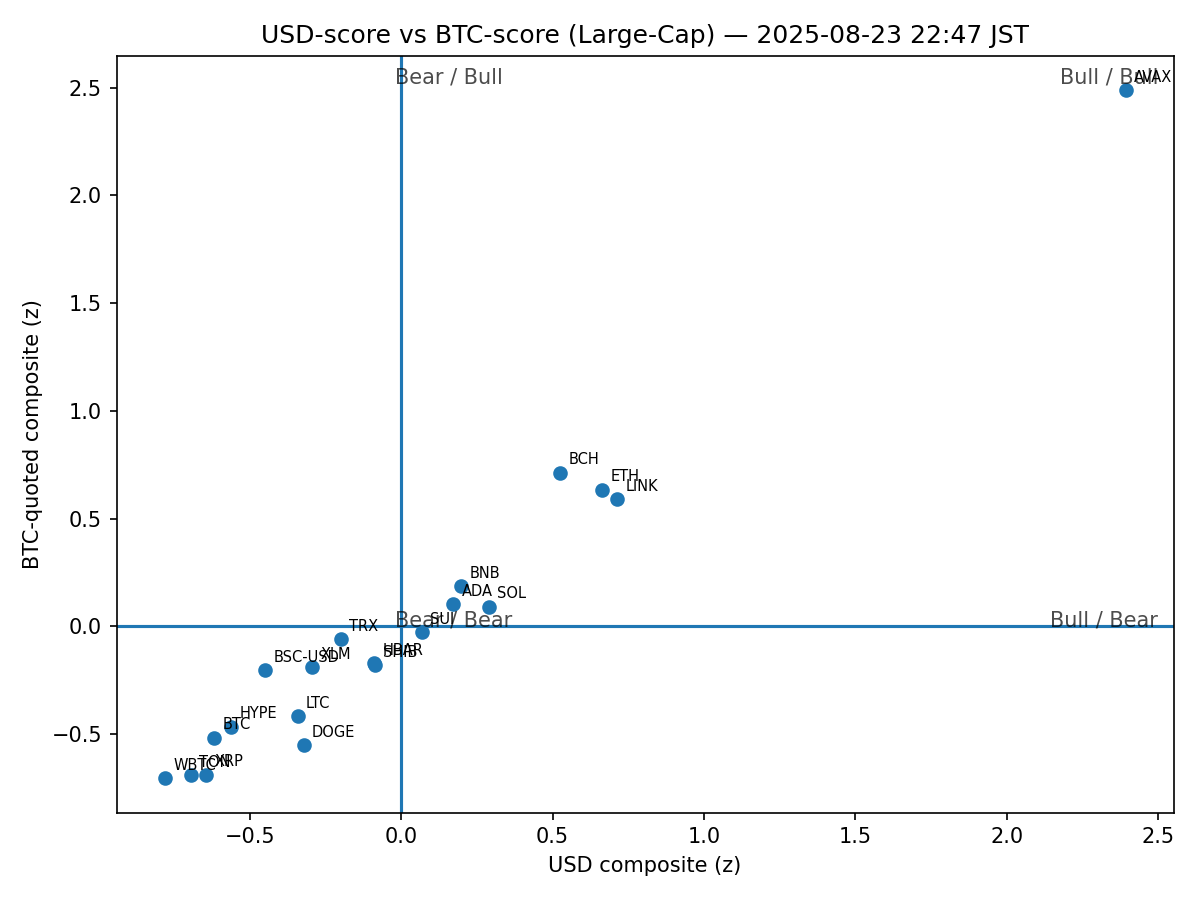 USD-score vs BTC-score (Large-Cap) — 2025-08-23 22:47 JST
Bear / Bull
Bull / Bull
AVAX
2.5
2.0
1.5
1.0
0.5
0.0
−0.5
BTC-quoted composite (z)
BCH
ETH
LINK
BNB
ADA
SOL
Bear / Bear
SUI
Bull / Bear
TRX
BSC-USD
XLM
HBAR
SHIB
LTC
HYPE
BTC
DOGE
WBTC
TON
XRP
−0.5
0.0
0.5
1.0
1.5
2.0
2.5
USD composite (z)